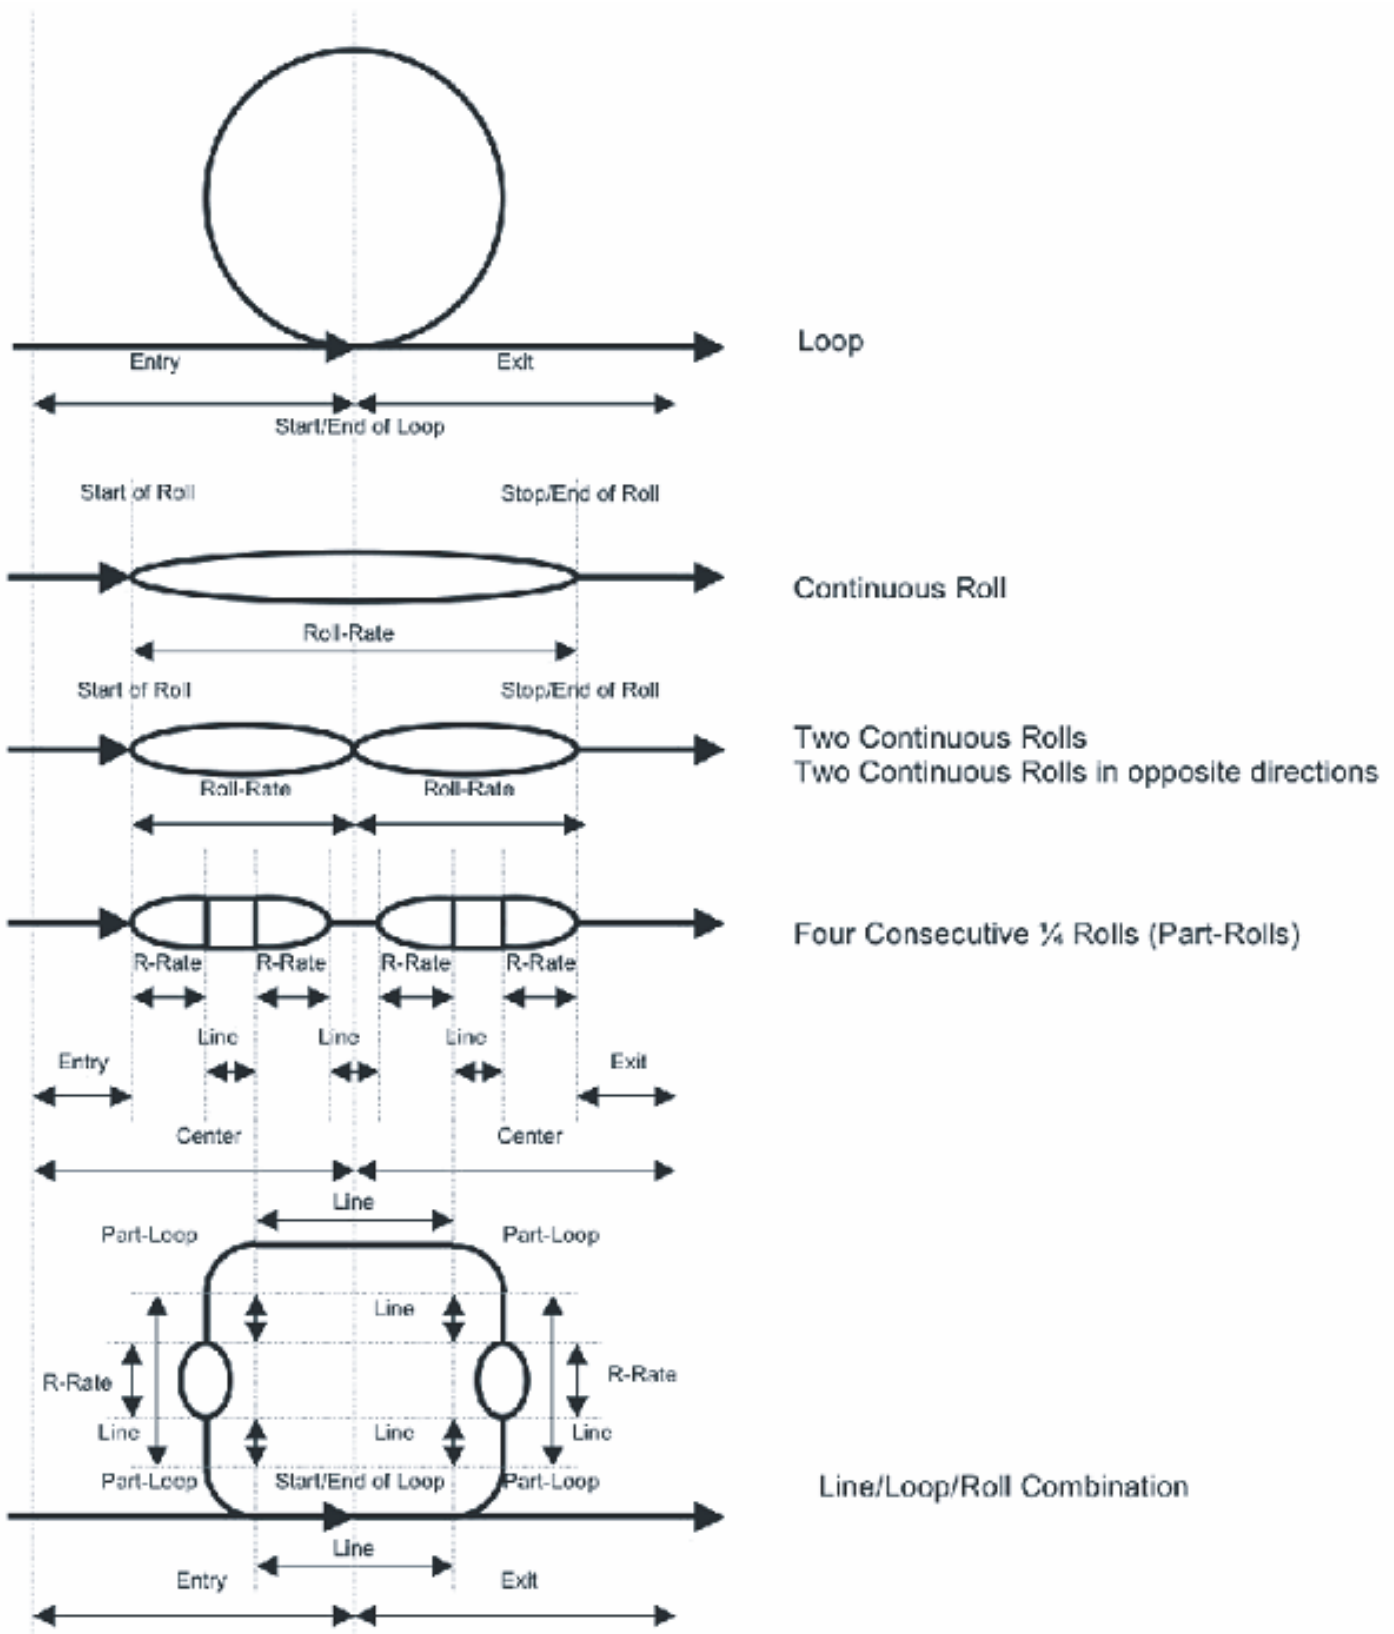 Loop
Entry
Exit
Start/End of Loop
Start of Roll
Stop/End of Roll
Continuous Roll
Roll-Rate
Start of Roll
Stop/End of Roll
Two Continuous Rolls
Two Continuous Rolls in opposite directions
Roll-Rate
Roll-Rate
Four Consecutive ¼ Rolls (Part-Rolls)
R-Rate
R-Rate
R-Rate
R-Rate
Line
Line
Line
Entry
Exit
Center
Center
Line
Part-Loop
Part-Loop
Line
R-Rate
R-Rate
Line
Line
Line
Part-Loop
Start/End of Loop
Part-Loop
Line/Loop/Roll Combination
Line
Entry
Exit